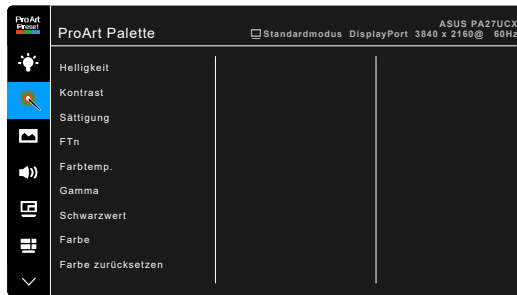 ProArt
Preset
ProArt Palette
ASUS PA27UCX
Standardmodus DisplayPort 3840 x 2160@ 60Hz
Helligkeit
Kontrast
Sättigung
FTn
Farbtemp.
Gamma
Schwarzwert
Farbe
Farbe zurücksetzen